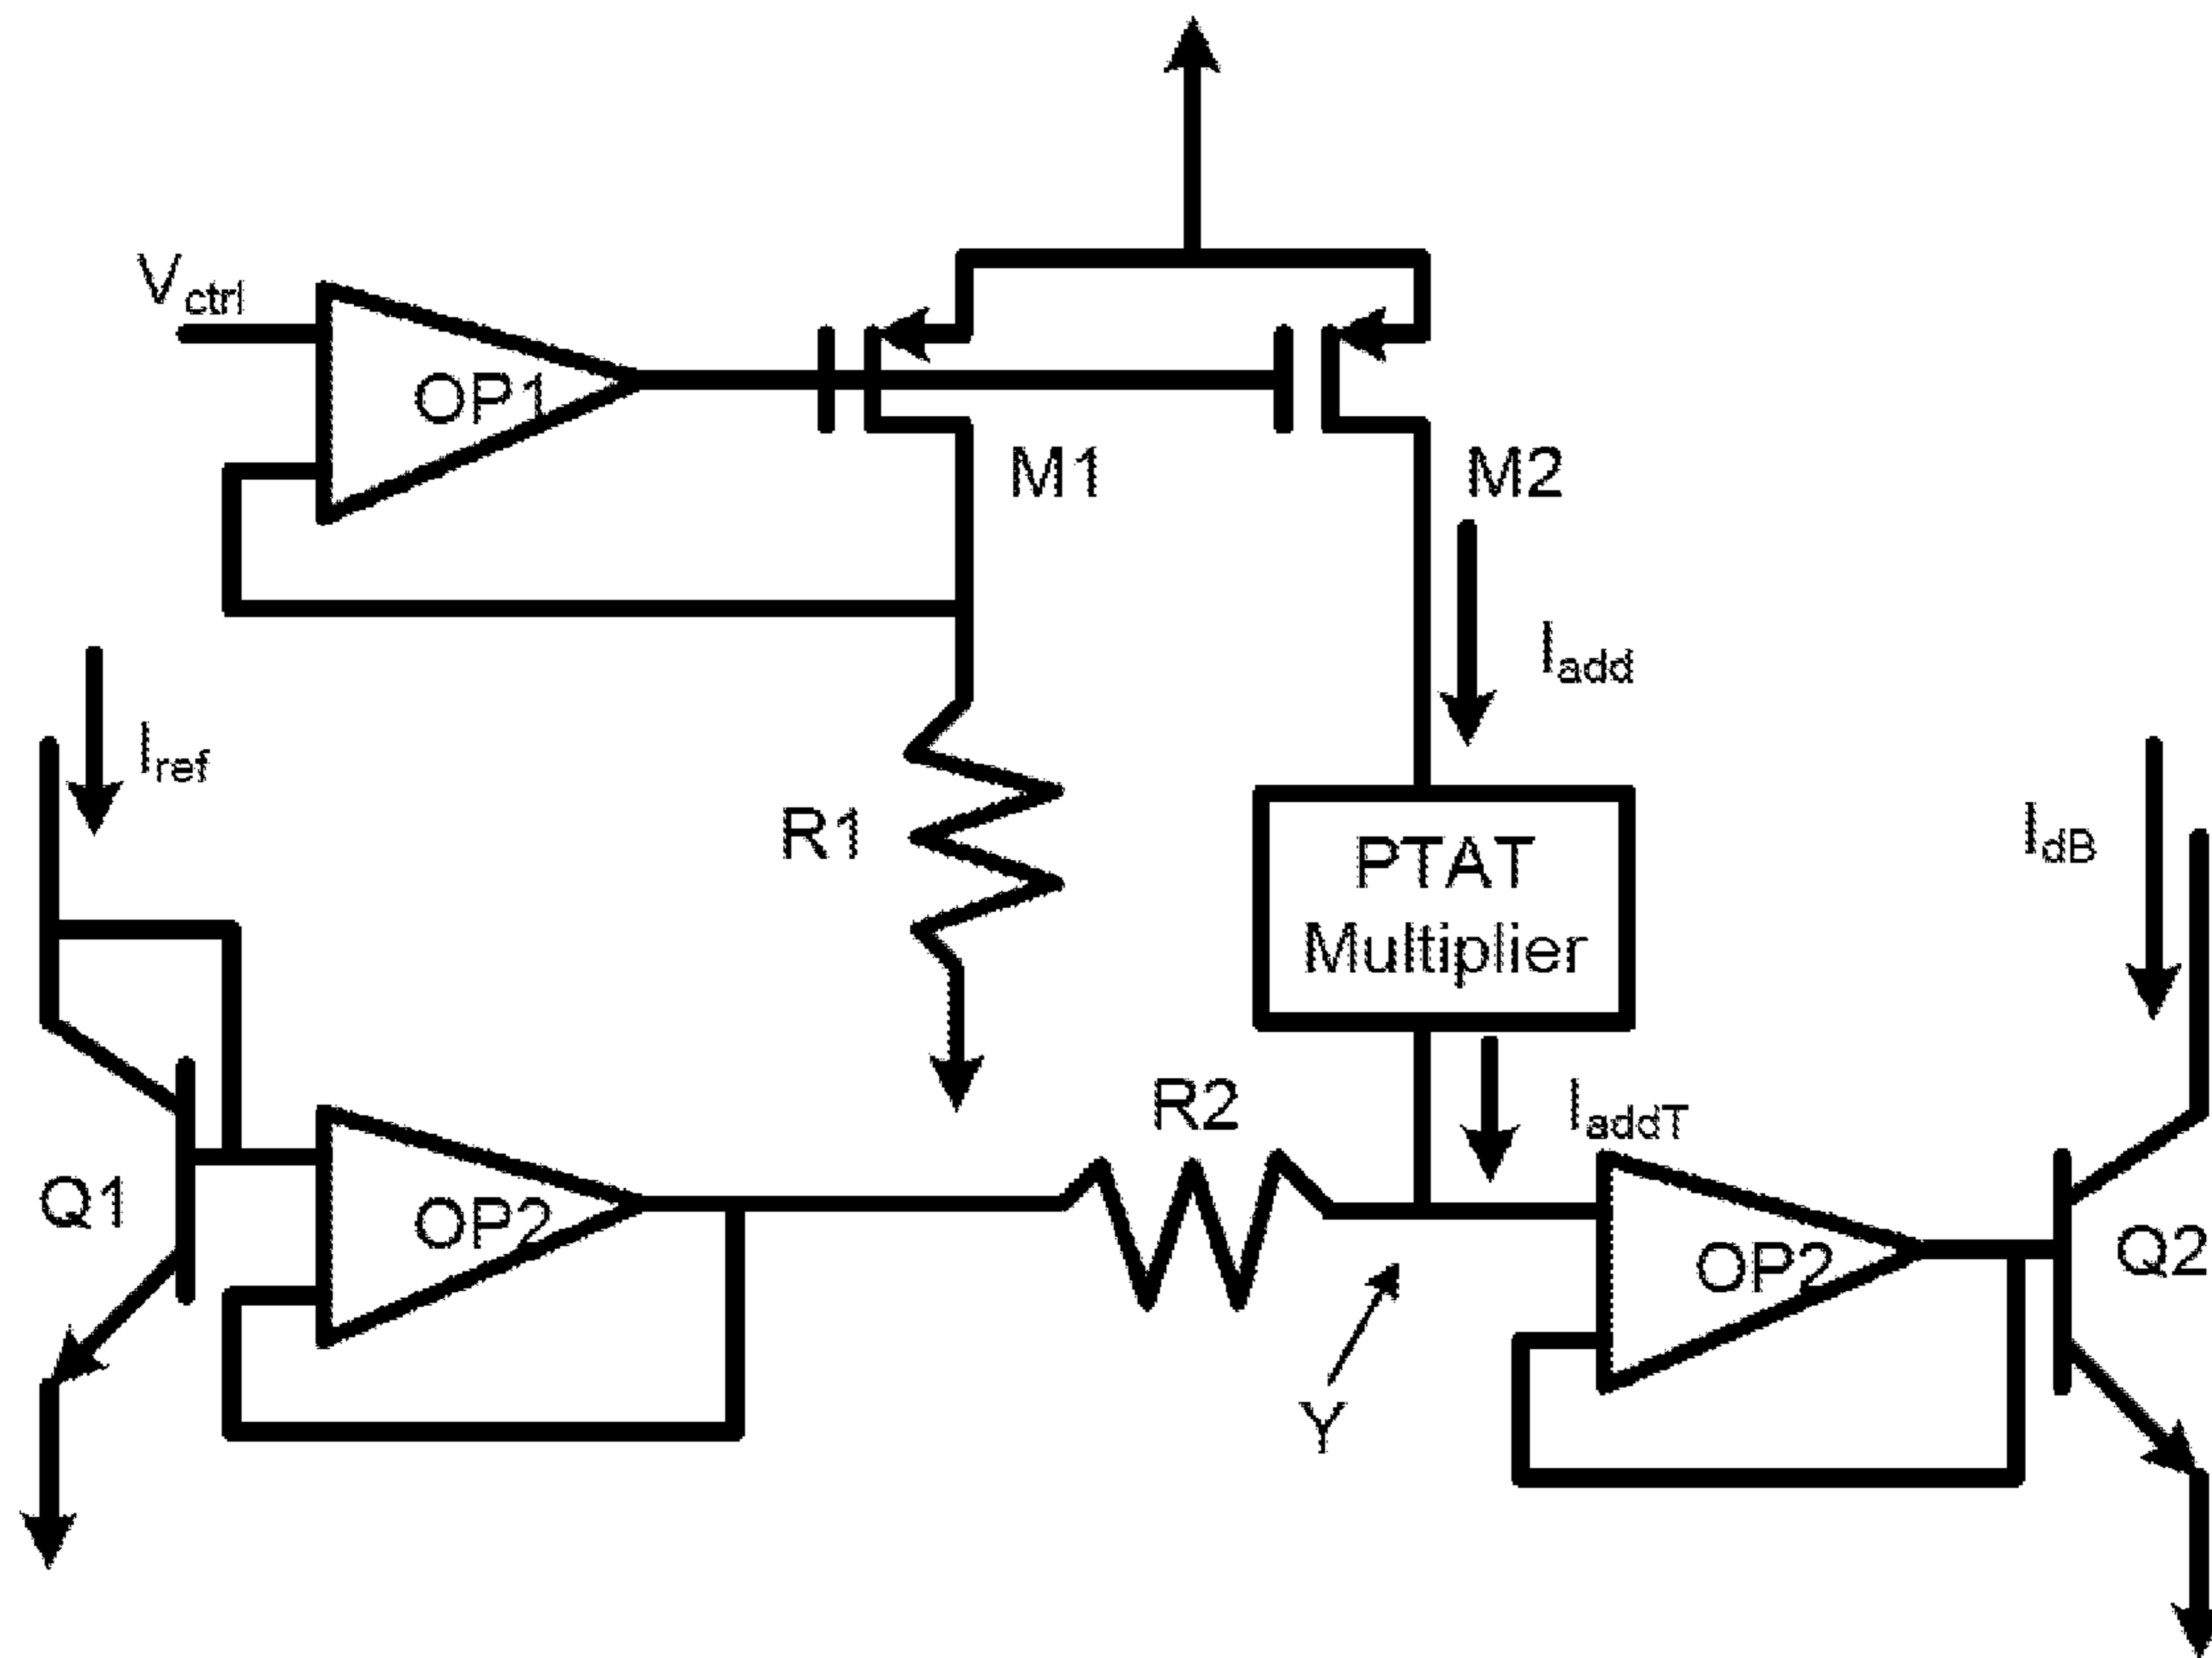 Vctrl
OP1
M1
M2
Iadd
Iref
R1
PTAT
Multiplier
IdB
R2
IaddT
Q1
OP2
OP2
Q2
Y